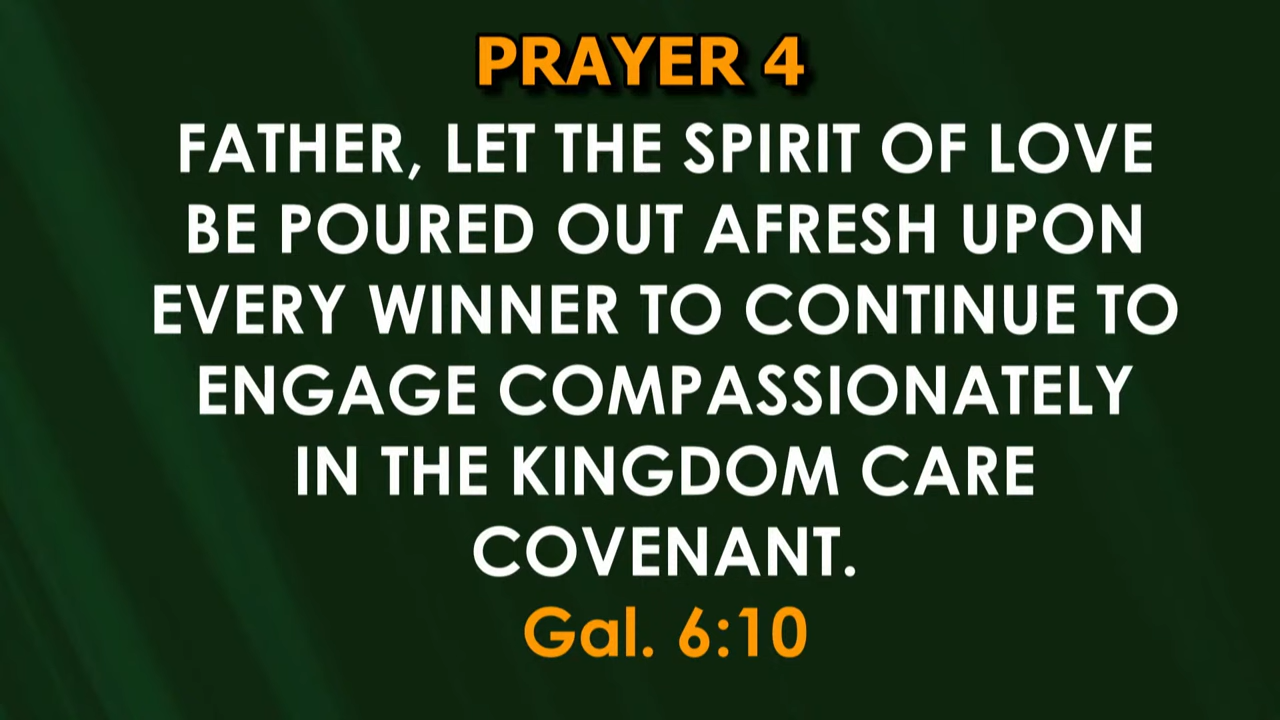 PRAYER 4
FATHER, LET THE SPIRIT OF LOVE
BE POURED OUT AFRESH UPON
EVERY WINNER TO CONTINUE TO
ENGAGE COMPASSIONATELY
IN THE KINGDOM CARE
COVENANT.
Gal. 6:10